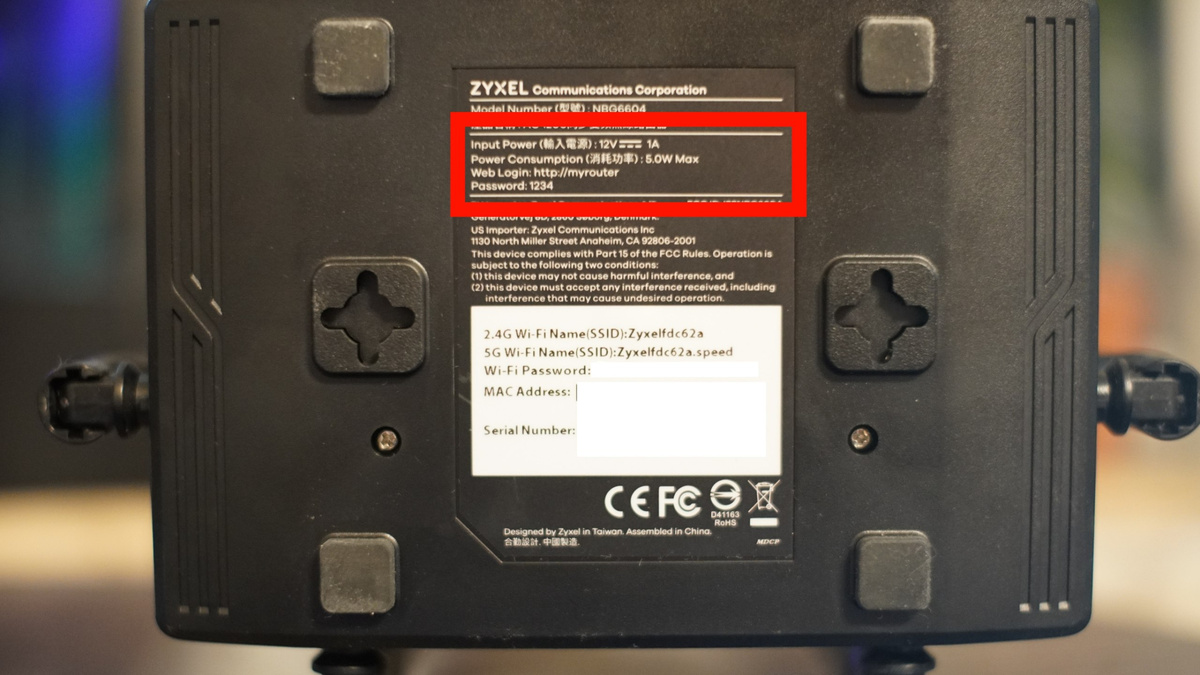 ZYXEL Communications Corporation
Model Number (型號) : NBG6604
Input Power (輸入電源) : 12V⎓ 1A
Power Consumption (消耗功率) : 5.0W Max
Web Login: http://myrouter
Password: 1234
Generatorvej 8D, 2860 Søborg, Denmark.
US Importer: Zyxel Communications Inc
1130 North Miller Street Anaheim, CA 92806-2001
This device complies with Part 15 of the FCC Rules. Operation is
subject to the following two conditions:
(1) this device may not cause harmful interference, and
(2) this device must accept any interference received, including
interference that may cause undesired operation.
2.4G Wi-Fi Name(SSID):Zyxelfdc62a
5G Wi-Fi Name(SSID):Zyxelfdc62a.speed
Wi-Fi Password:
MAC Address:
Serial Number:
CE FC
D41163
RoHS
Designed by Zyxel in Taiwan. Assembled in China.
合勤設計. 中國製造.
MDCP